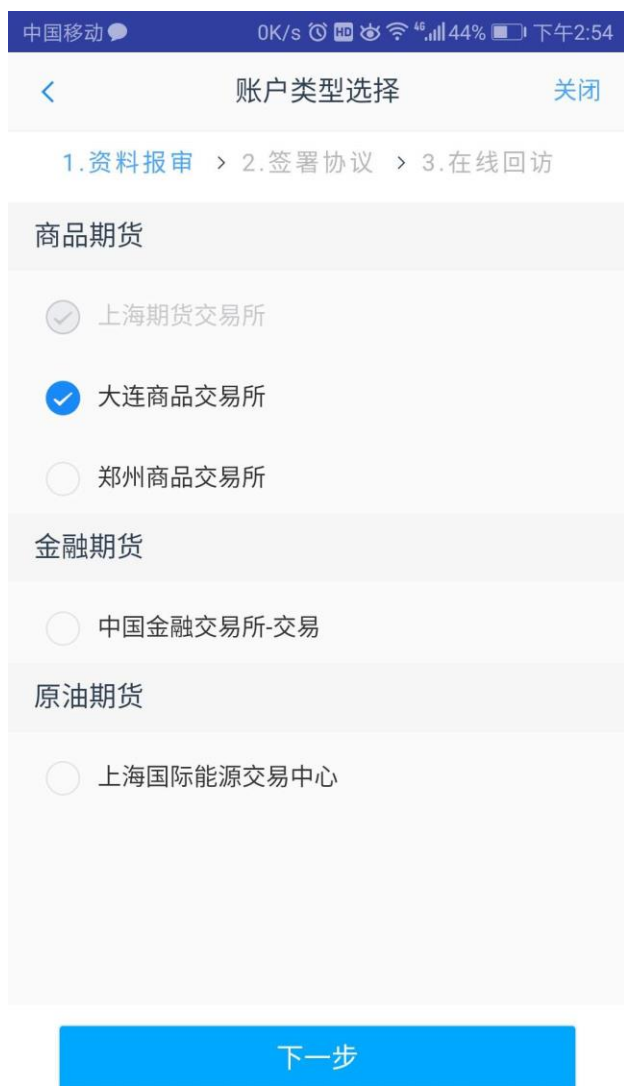 中国移动 0K/s HD 46 44% 下午2:54
账户类型选择 关闭
1.资料报审 > 2.签署协议 > 3.在线回访
商品期货
上海期货交易所
大连商品交易所
郑州商品交易所
金融期货
中国金融交易所-交易
原油期货
上海国际能源交易中心
下一步